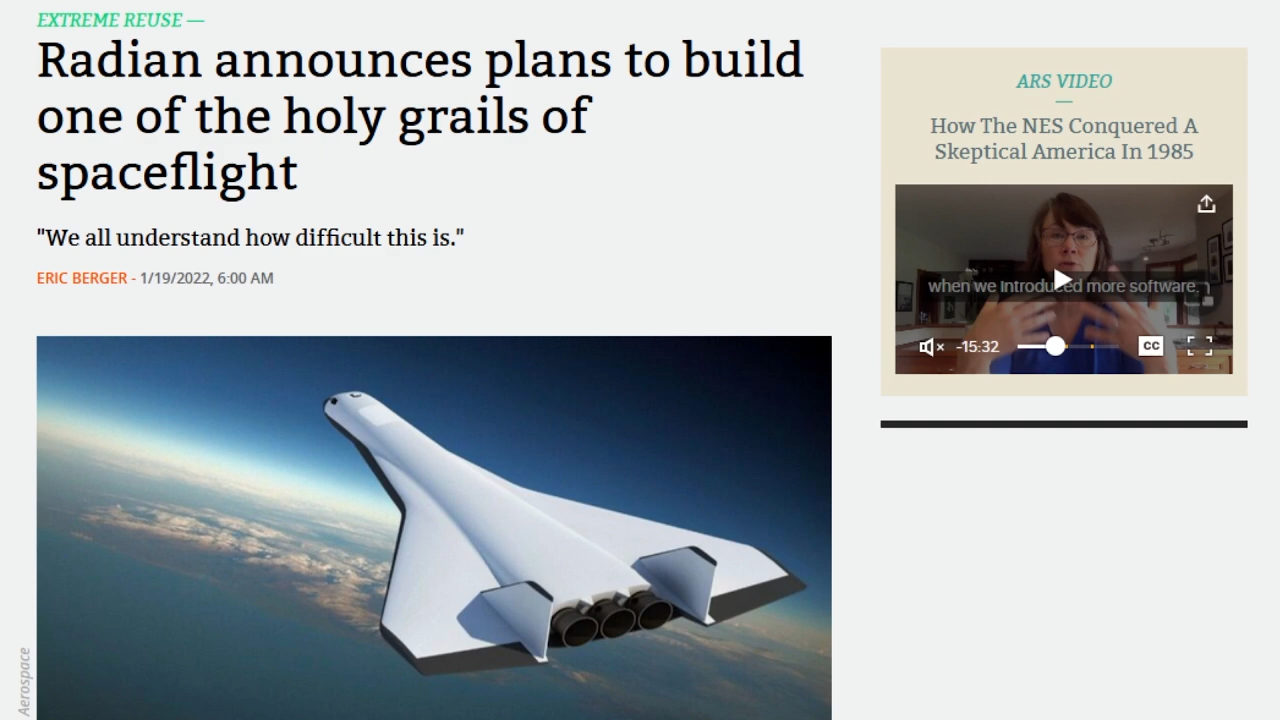 EXTREME REUSE —
Radian announces plans to build
one of the holy grails of
spaceflight
"We all understand how difficult this is."
ERIC BERGER - 1/19/2022, 6:00 AM
Aerospace
ARS VIDEO
How The NES Conquered A
Skeptical America In 1985
when we introduced more software.
-15:32
CC